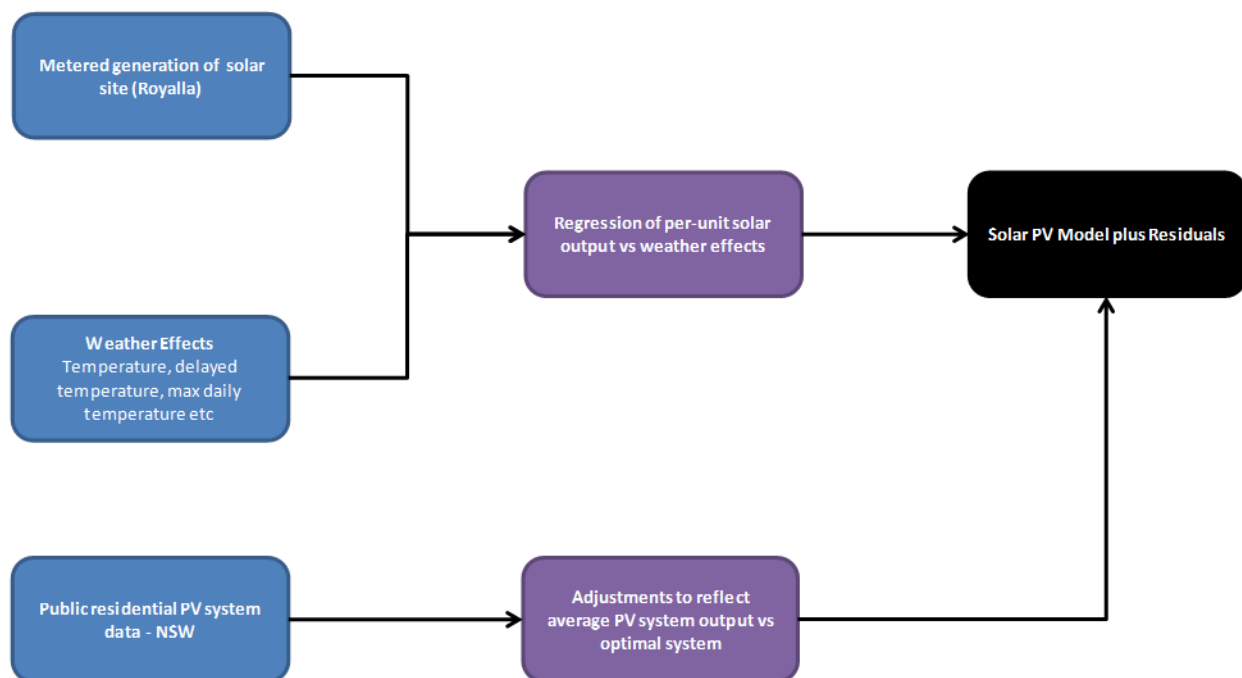 Metered generation of solar
site (Royalla)
Regression of per-unit solar
output vs weather effects
Solar PV Model plus Residuals
Weather Effects
Temperature, delayed
temperature, max daily
temperature etc
Public residential PV system
data - NSW
Adjustments to reflect
average PV system output vs
optimal system